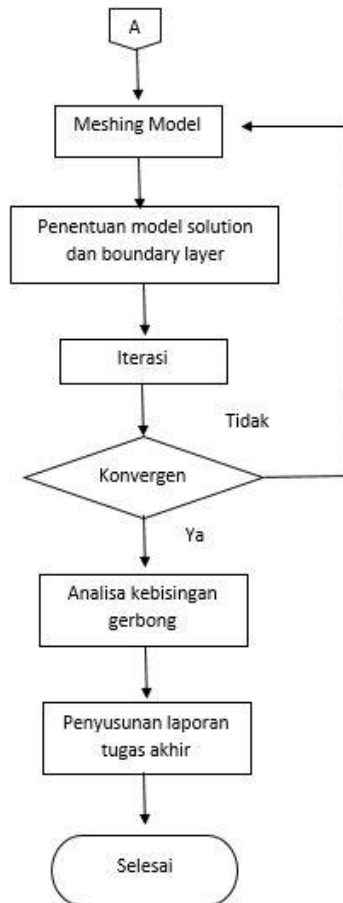 A
Meshing Model
Penentuan model solution
dan boundary layer
Iterasi
Tidak
Konvergen
Ya
Analisa kebisingan
gerbong
Penyusunan laporan
tugas akhir
Selesai